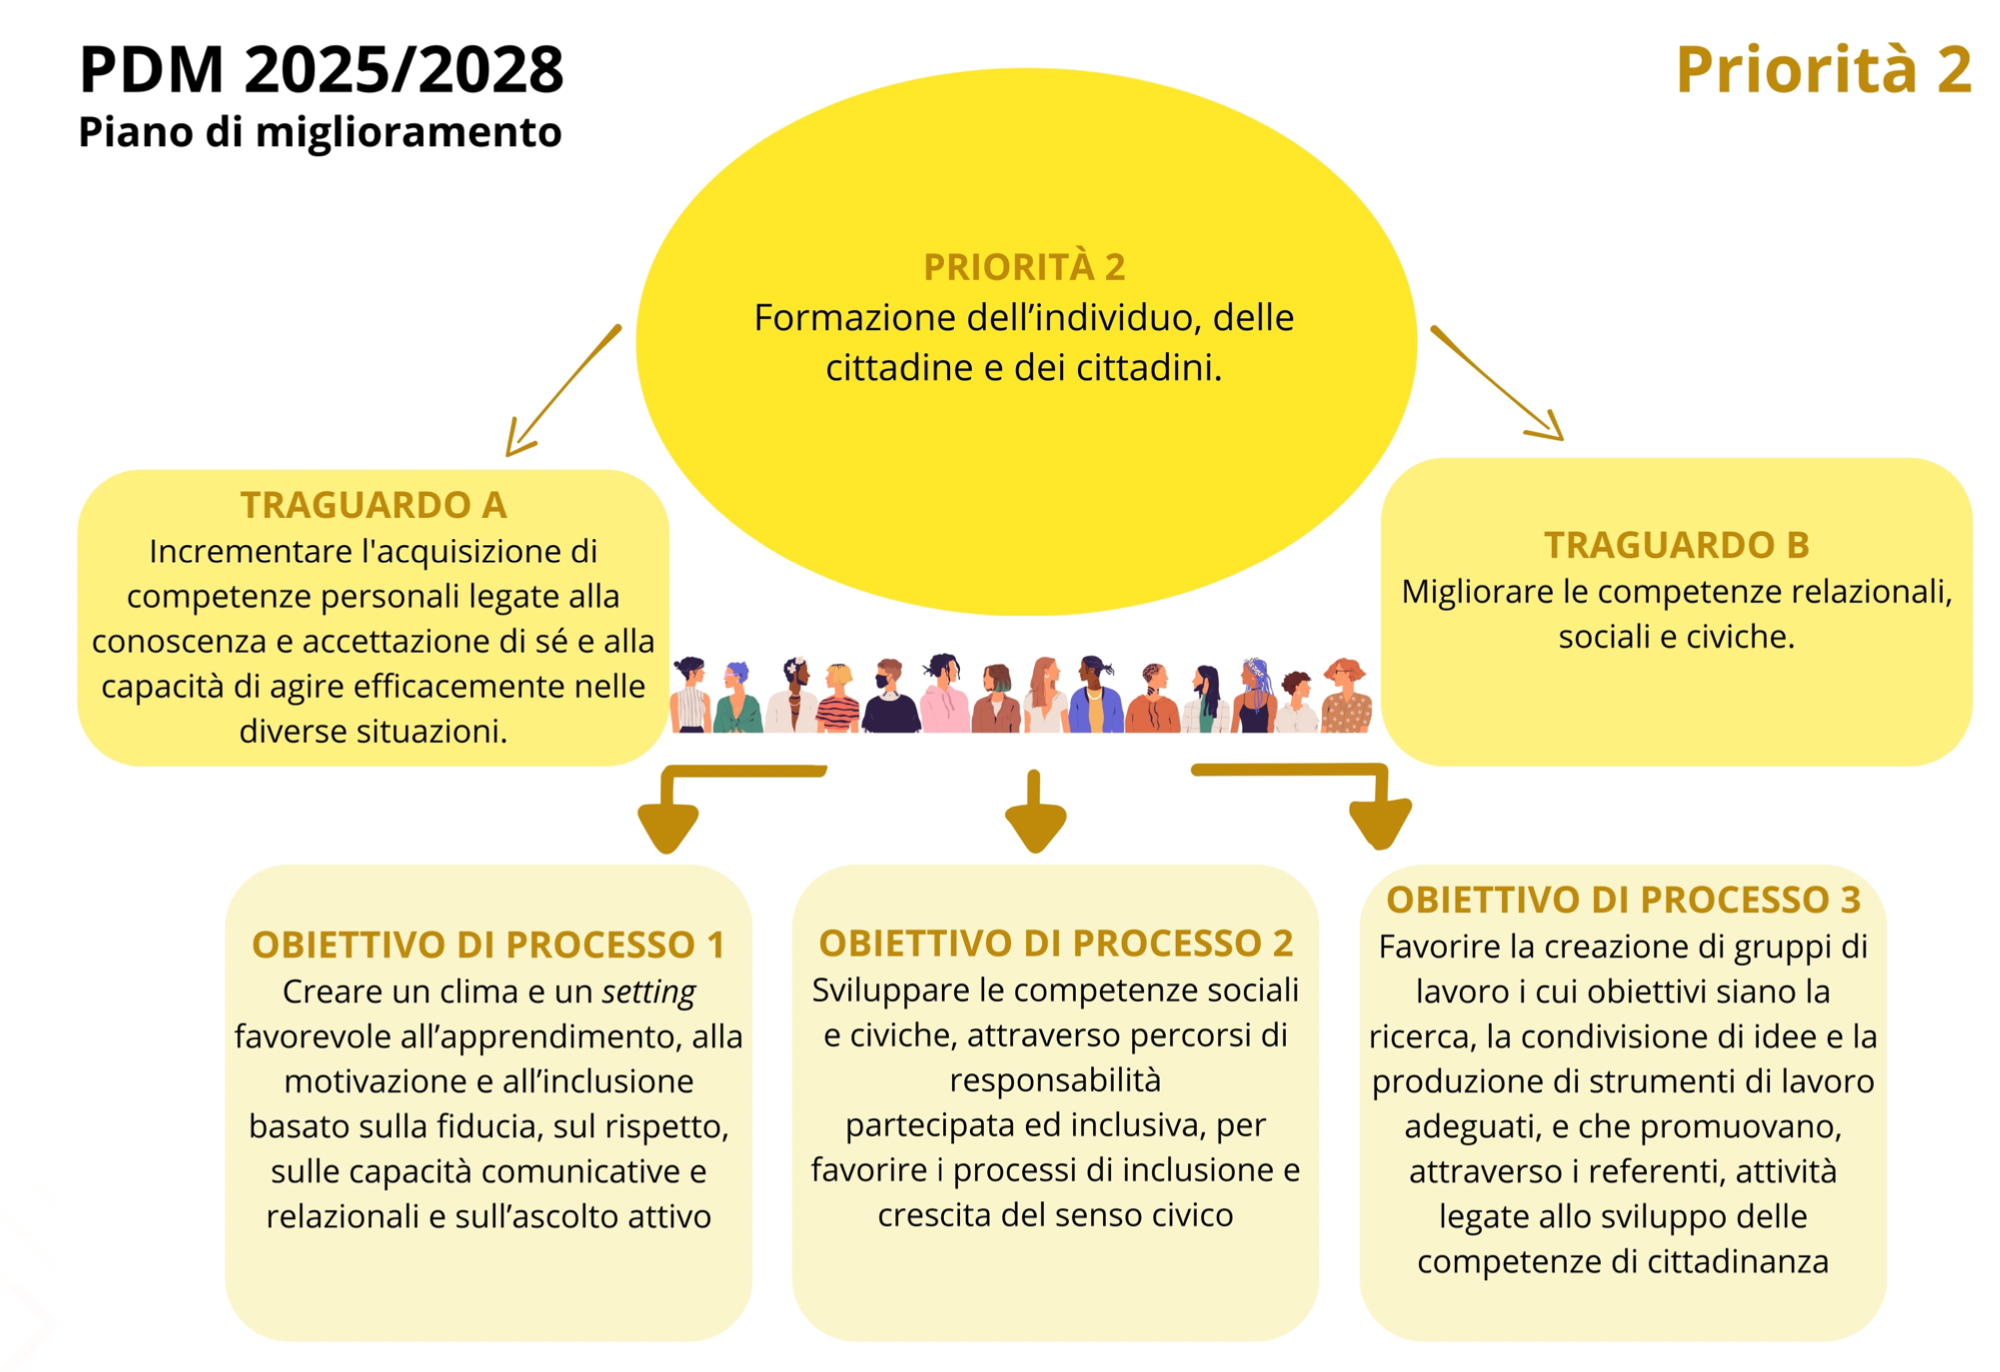 PDM 2025/2028
Piano di miglioramento
Priorità 2
PRIORITÀ 2
Formazione dell’individuo, delle
cittadine e dei cittadini.
TRAGUARDO A
Incrementare l'acquisizione di
competenze personali legate alla
conoscenza e accettazione di sé e alla
capacità di agire efficacemente nelle
diverse situazioni.
TRAGUARDO B
Migliorare le competenze relazionali,
sociali e civiche.
OBIETTIVO DI PROCESSO 1
Creare un clima e un setting
favorevole all’apprendimento, alla
motivazione e all’inclusione
basato sulla fiducia, sul rispetto,
sulle capacità comunicative e
relazionali e sull’ascolto attivo
OBIETTIVO DI PROCESSO 2
Sviluppare le competenze sociali
e civiche, attraverso percorsi di
responsabilità
partecipata ed inclusiva, per
favorire i processi di inclusione e
crescita del senso civico
OBIETTIVO DI PROCESSO 3
Favorire la creazione di gruppi di
lavoro i cui obiettivi siano la
ricerca, la condivisione di idee e la
produzione di strumenti di lavoro
adeguati, e che promuovano,
attraverso i referenti, attività
legate allo sviluppo delle
competenze di cittadinanza